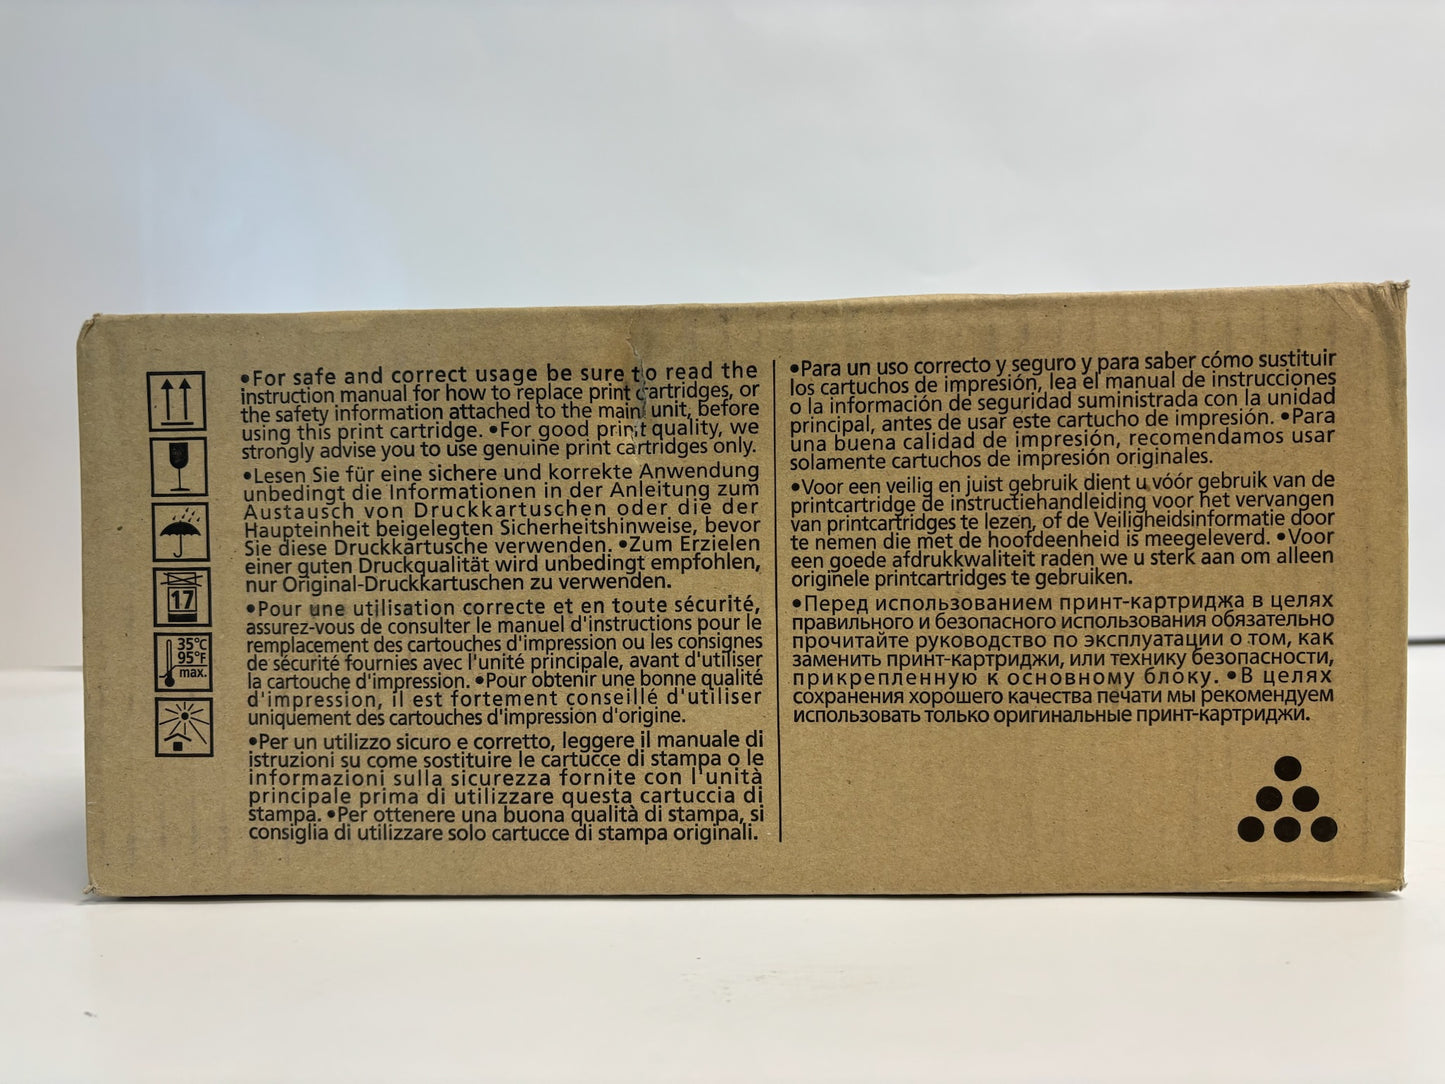 •For safe and correct usage be sure to read the
instruction manual for how to replace print cartridges, or
the safety information attached to the main unit, before
using this print cartridge. •For good print quality, we
strongly advise you to use genuine print cartridges only.
•Lesen Sie für eine sichere und korrekte Anwendung
unbedingt die Informationen in der Anleitung zum
Austausch von Druckkartuschen oder die der
Haupteinheit beigelegten Sicherheitshinweise, bevor
Sie diese Druckkartusche verwenden. •Zum Erzielen
einer guten Druckqualität wird unbedingt empfohlen,
nur Original-Druckkartuschen zu verwenden.
•Pour une utilisation correcte et en toute sécurité,
assurez-vous de consulter le manuel d'instructions pour le
remplacement des cartouches d'impression ou les consignes
de sécurité fournies avec l'unité principale, avant d'utiliser
la cartouche d'impression. •Pour obtenir une bonne qualité
d'impression, il est fortement conseillé d'utiliser
uniquement des cartouches d'impression d'origine.
•Per un utilizzo sicuro e corretto, leggere il manuale di
istruzioni su come sostituire le cartucce di stampa o le
informazioni sulla sicurezza fornite con l'unità
principale prima di utilizzare questa cartuccia di
stampa. •Per ottenere una buona qualità di stampa, si
consiglia di utilizzare solo cartucce di stampa originali.
17
35°C
95°F
max.
•Para un uso correcto y seguro y para saber cómo sustituir
los cartuchos de impresión, lea el manual de instrucciones
o la información de seguridad suministrada con la unidad
principal, antes de usar este cartucho de impresión. •Para
una buena calidad de impresión, recomendamos usar
solamente cartuchos de impresión originales.
•Voor een veilig en juist gebruik dient u vóór gebruik van de
printcartridge de instructiehandleiding voor het vervangen
van printcartridges te lezen, of de Veiligheidsinformatie door
te nemen die met de hoofdeenheid is meegeleverd. •Voor
een goede afdrukkwaliteit raden we u sterk aan om alleen
originele printcartridges te gebruiken.
•Перед использованием принт-картриджа в целях
правильного и безопасного использования обязательно
прочитайте руководство по эксплуатации о том, как
заменить принт-картриджи, или технику безопасности,
прикрепленную к основному блоку. •В целях
сохранения хорошего качества печати мы рекомендуем
использовать только оригинальные принт-картриджи.